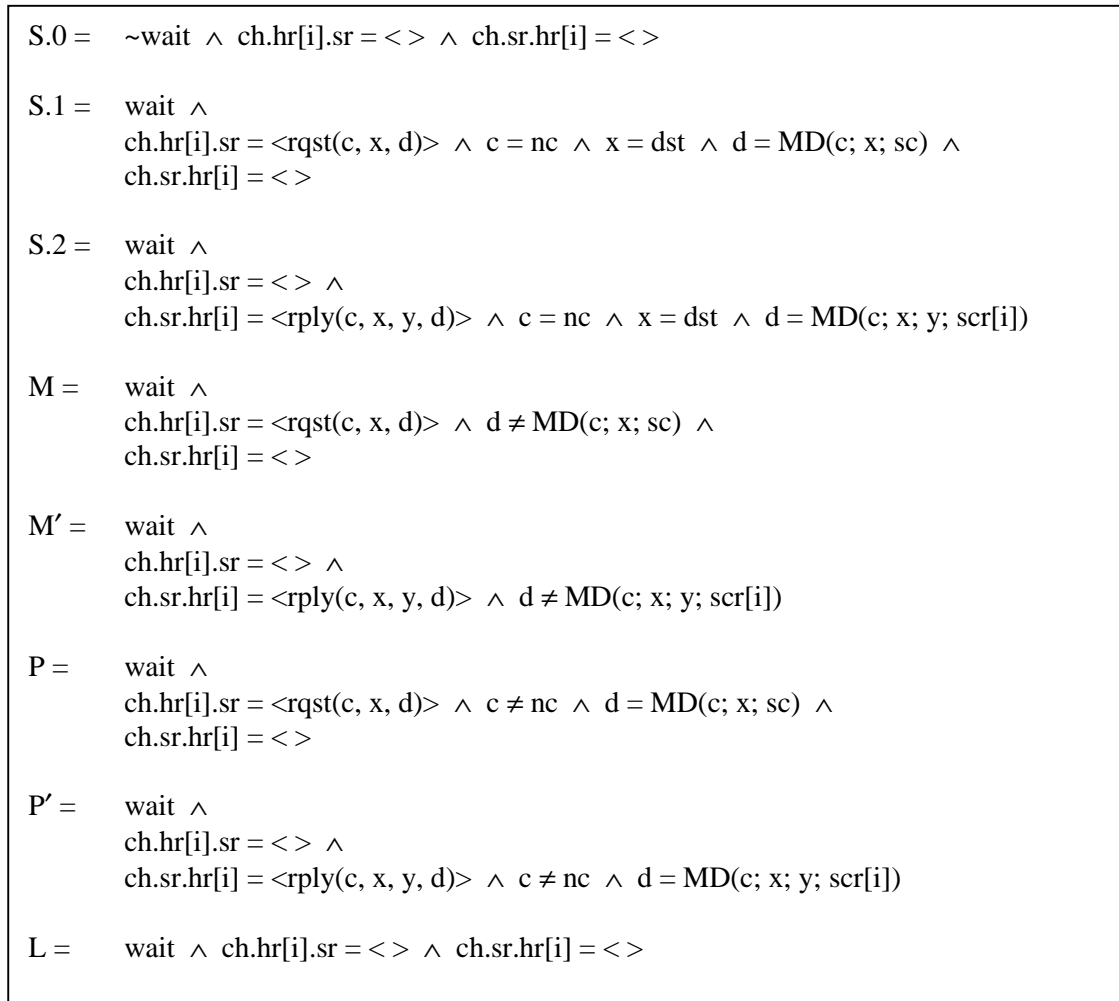 S.0 = ~wait ∧ ch.hr[i].sr = < > ∧ ch.sr.hr[i] = < >
S.1 = wait ∧
ch.hr[i].sr = <rqst(c, x, d)> ∧ c = nc ∧ x = dst ∧ d = MD(c; x; sc) ∧
ch.sr.hr[i] = < >
S.2 = wait ∧
ch.hr[i].sr = < > ∧
ch.sr.hr[i] = <rply(c, x, y, d)> ∧ c = nc ∧ x = dst ∧ d = MD(c; x; y; scr[i])
M = wait ∧
ch.hr[i].sr = <rqst(c, x, d)> ∧ d ≠ MD(c; x; sc) ∧
ch.sr.hr[i] = < >
M′ = wait ∧
ch.hr[i].sr = < > ∧
ch.sr.hr[i] = <rply(c, x, y, d)> ∧ d ≠ MD(c; x; y; scr[i])
P = wait ∧
ch.hr[i].sr = <rqst(c, x, d)> ∧ c ≠ nc ∧ d = MD(c; x; sc) ∧
ch.sr.hr[i] = < >
P′ = wait ∧
ch.hr[i].sr = < > ∧
ch.sr.hr[i] = <rply(c, x, y, d)> ∧ c ≠ nc ∧ d = MD(c; x; y; scr[i])
L = wait ∧ ch.hr[i].sr = < > ∧ ch.sr.hr[i] = < >